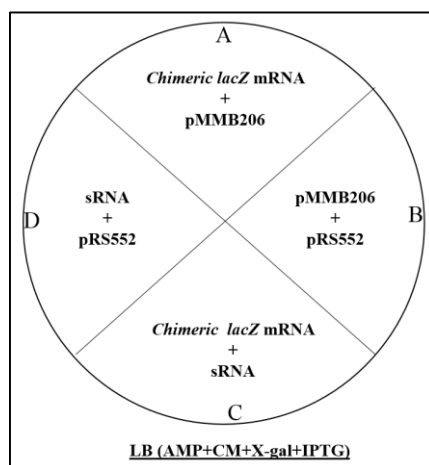 A
Chimeric lacZ mRNA
+
pMMB206
D
sRNA
+
pRS552
pMMB206
+
pRS552
B
Chimeric lacZ mRNA
+
sRNA
C
LB (AMP+CM+X-gal+IPTG)